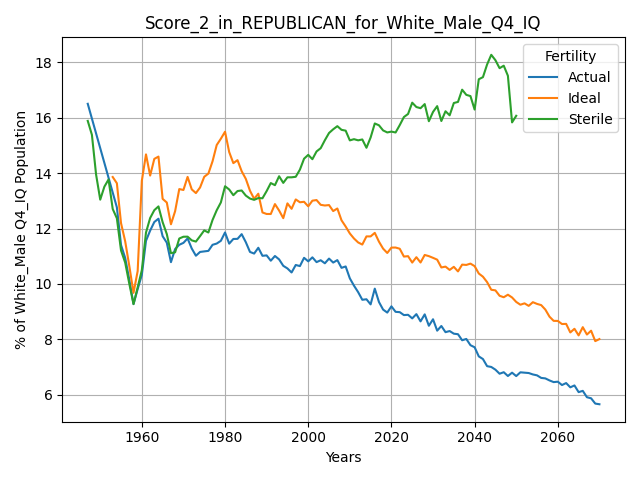 Score_2_in_REPUBLICAN_for_White_Male_Q4_IQ
% of White_Male Q4_IQ Population
18
16
14
12
10
8
6
Fertility
Actual
Ideal
Sterile
1960
1980
2000
2020
2040
2060
Years